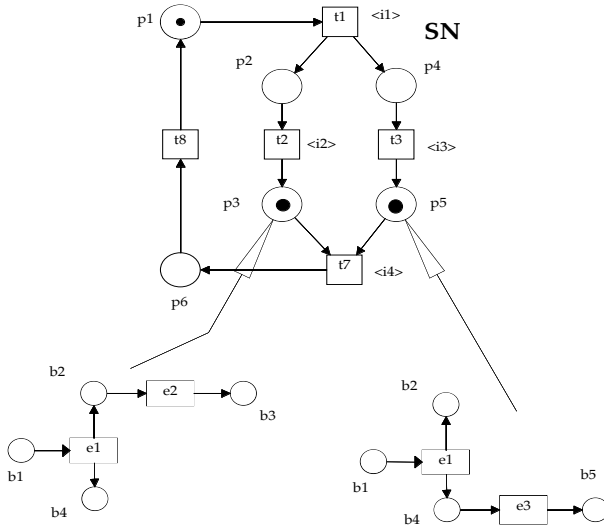 p1
t1
<i1>
SN
p2
p4
t8
t2
<i2>
t3
<i3>
p3
p5
t7
<i4>
p6
b2
e2
b3
b1
e1
b4
b2
b1
e1
b5
b4
e3